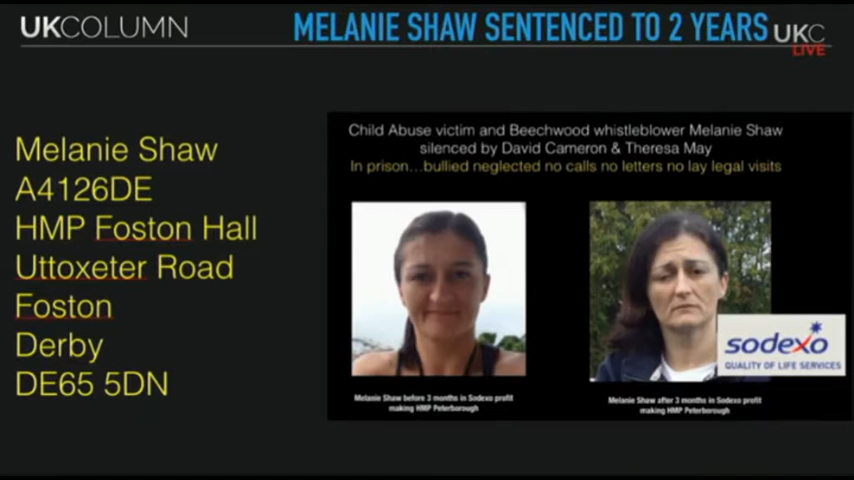 UKCOLUMN
MELANIE SHAW SENTENCED TO 2 YEARS
UKC
LIVE
Melanie Shaw
A4126DE
HMP Foston Hall
Uttoxeter Road
Foston
Derby
DE65 5DN
Child Abuse victim and Beechwood whistleblower Melanie Shaw
silenced by David Cameron & Theresa May
In prison...bullied neglected no calls no letters no lay legal visits
sodexo
QUALITY OF LIFE SERVICES
Melanie Shaw before 3 months in Sodexo profit
making HMP Peterborough
Melanie Shaw after 3 months in Sodexo profit
making HMP Peterborough